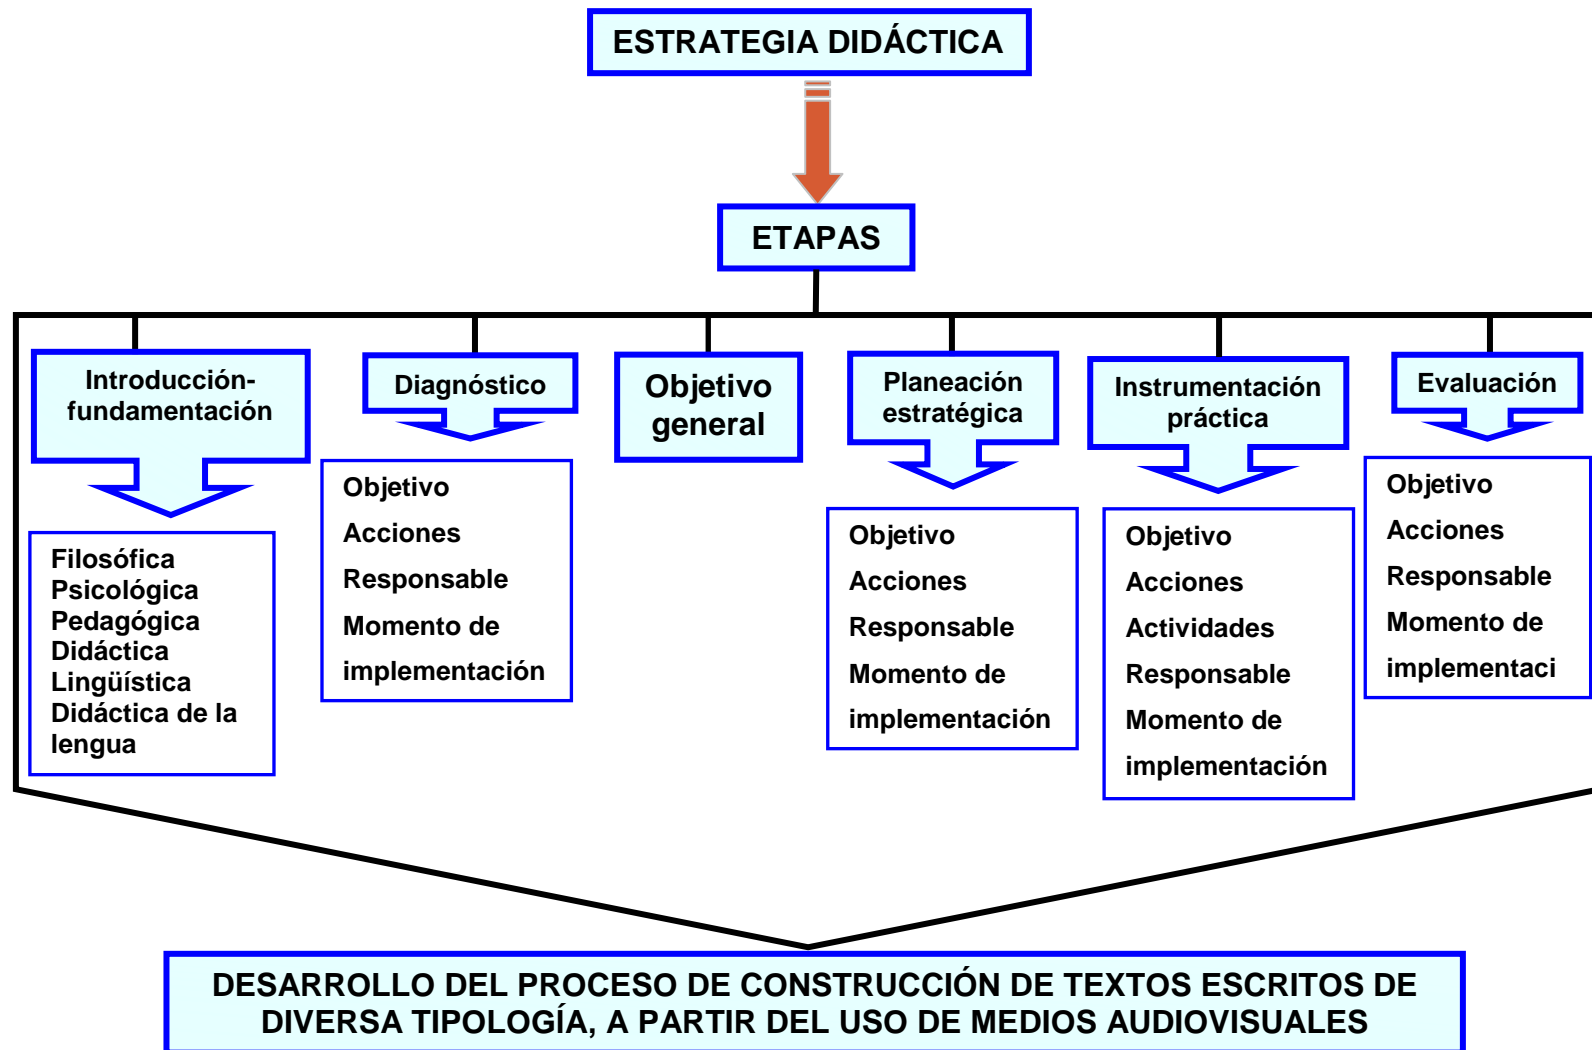 ESTRATEGIA DIDÁCTICA
ETAPAS
Introducción-
fundamentación
Filosófica
Psicológica
Pedagógica
Didáctica
Lingüística
Didáctica de la
lengua
Diagnóstico
Objetivo
Acciones
Responsable
Momento de
implementación
Objetivo
general
Planeación
estratégica
Objetivo
Acciones
Responsable
Momento de
implementación
Instrumentación
práctica
Objetivo
Acciones
Actividades
Responsable
Momento de
implementación
Evaluación
Objetivo
Acciones
Responsable
Momento de
implementaci
DESARROLLO DEL PROCESO DE CONSTRUCCIÓN DE TEXTOS ESCRITOS DE
DIVERSA TIPOLOGÍA, A PARTIR DEL USO DE MEDIOS AUDIOVISUALES